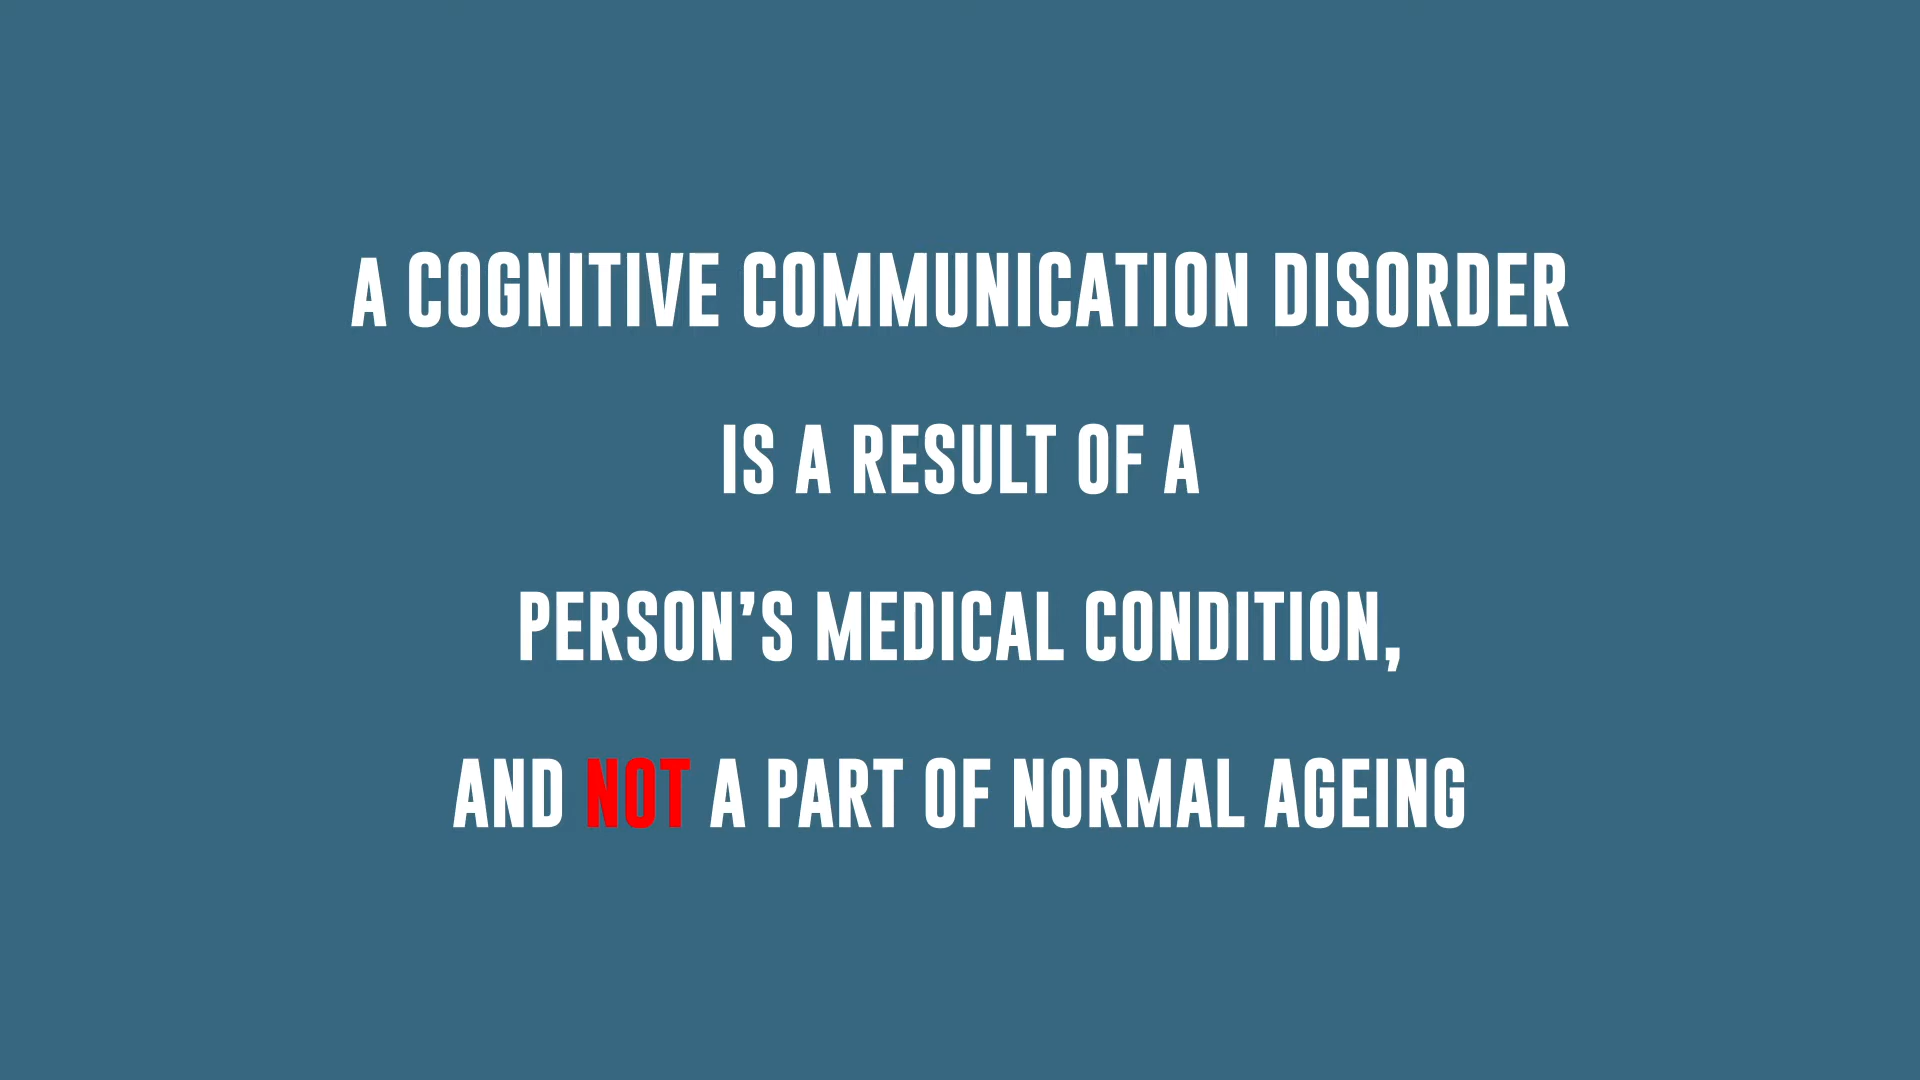 A COGNITIVE COMMUNICATION DISORDER
IS A RESULT OF A
PERSON’S MEDICAL CONDITION,
AND NOT A PART OF NORMAL AGEING